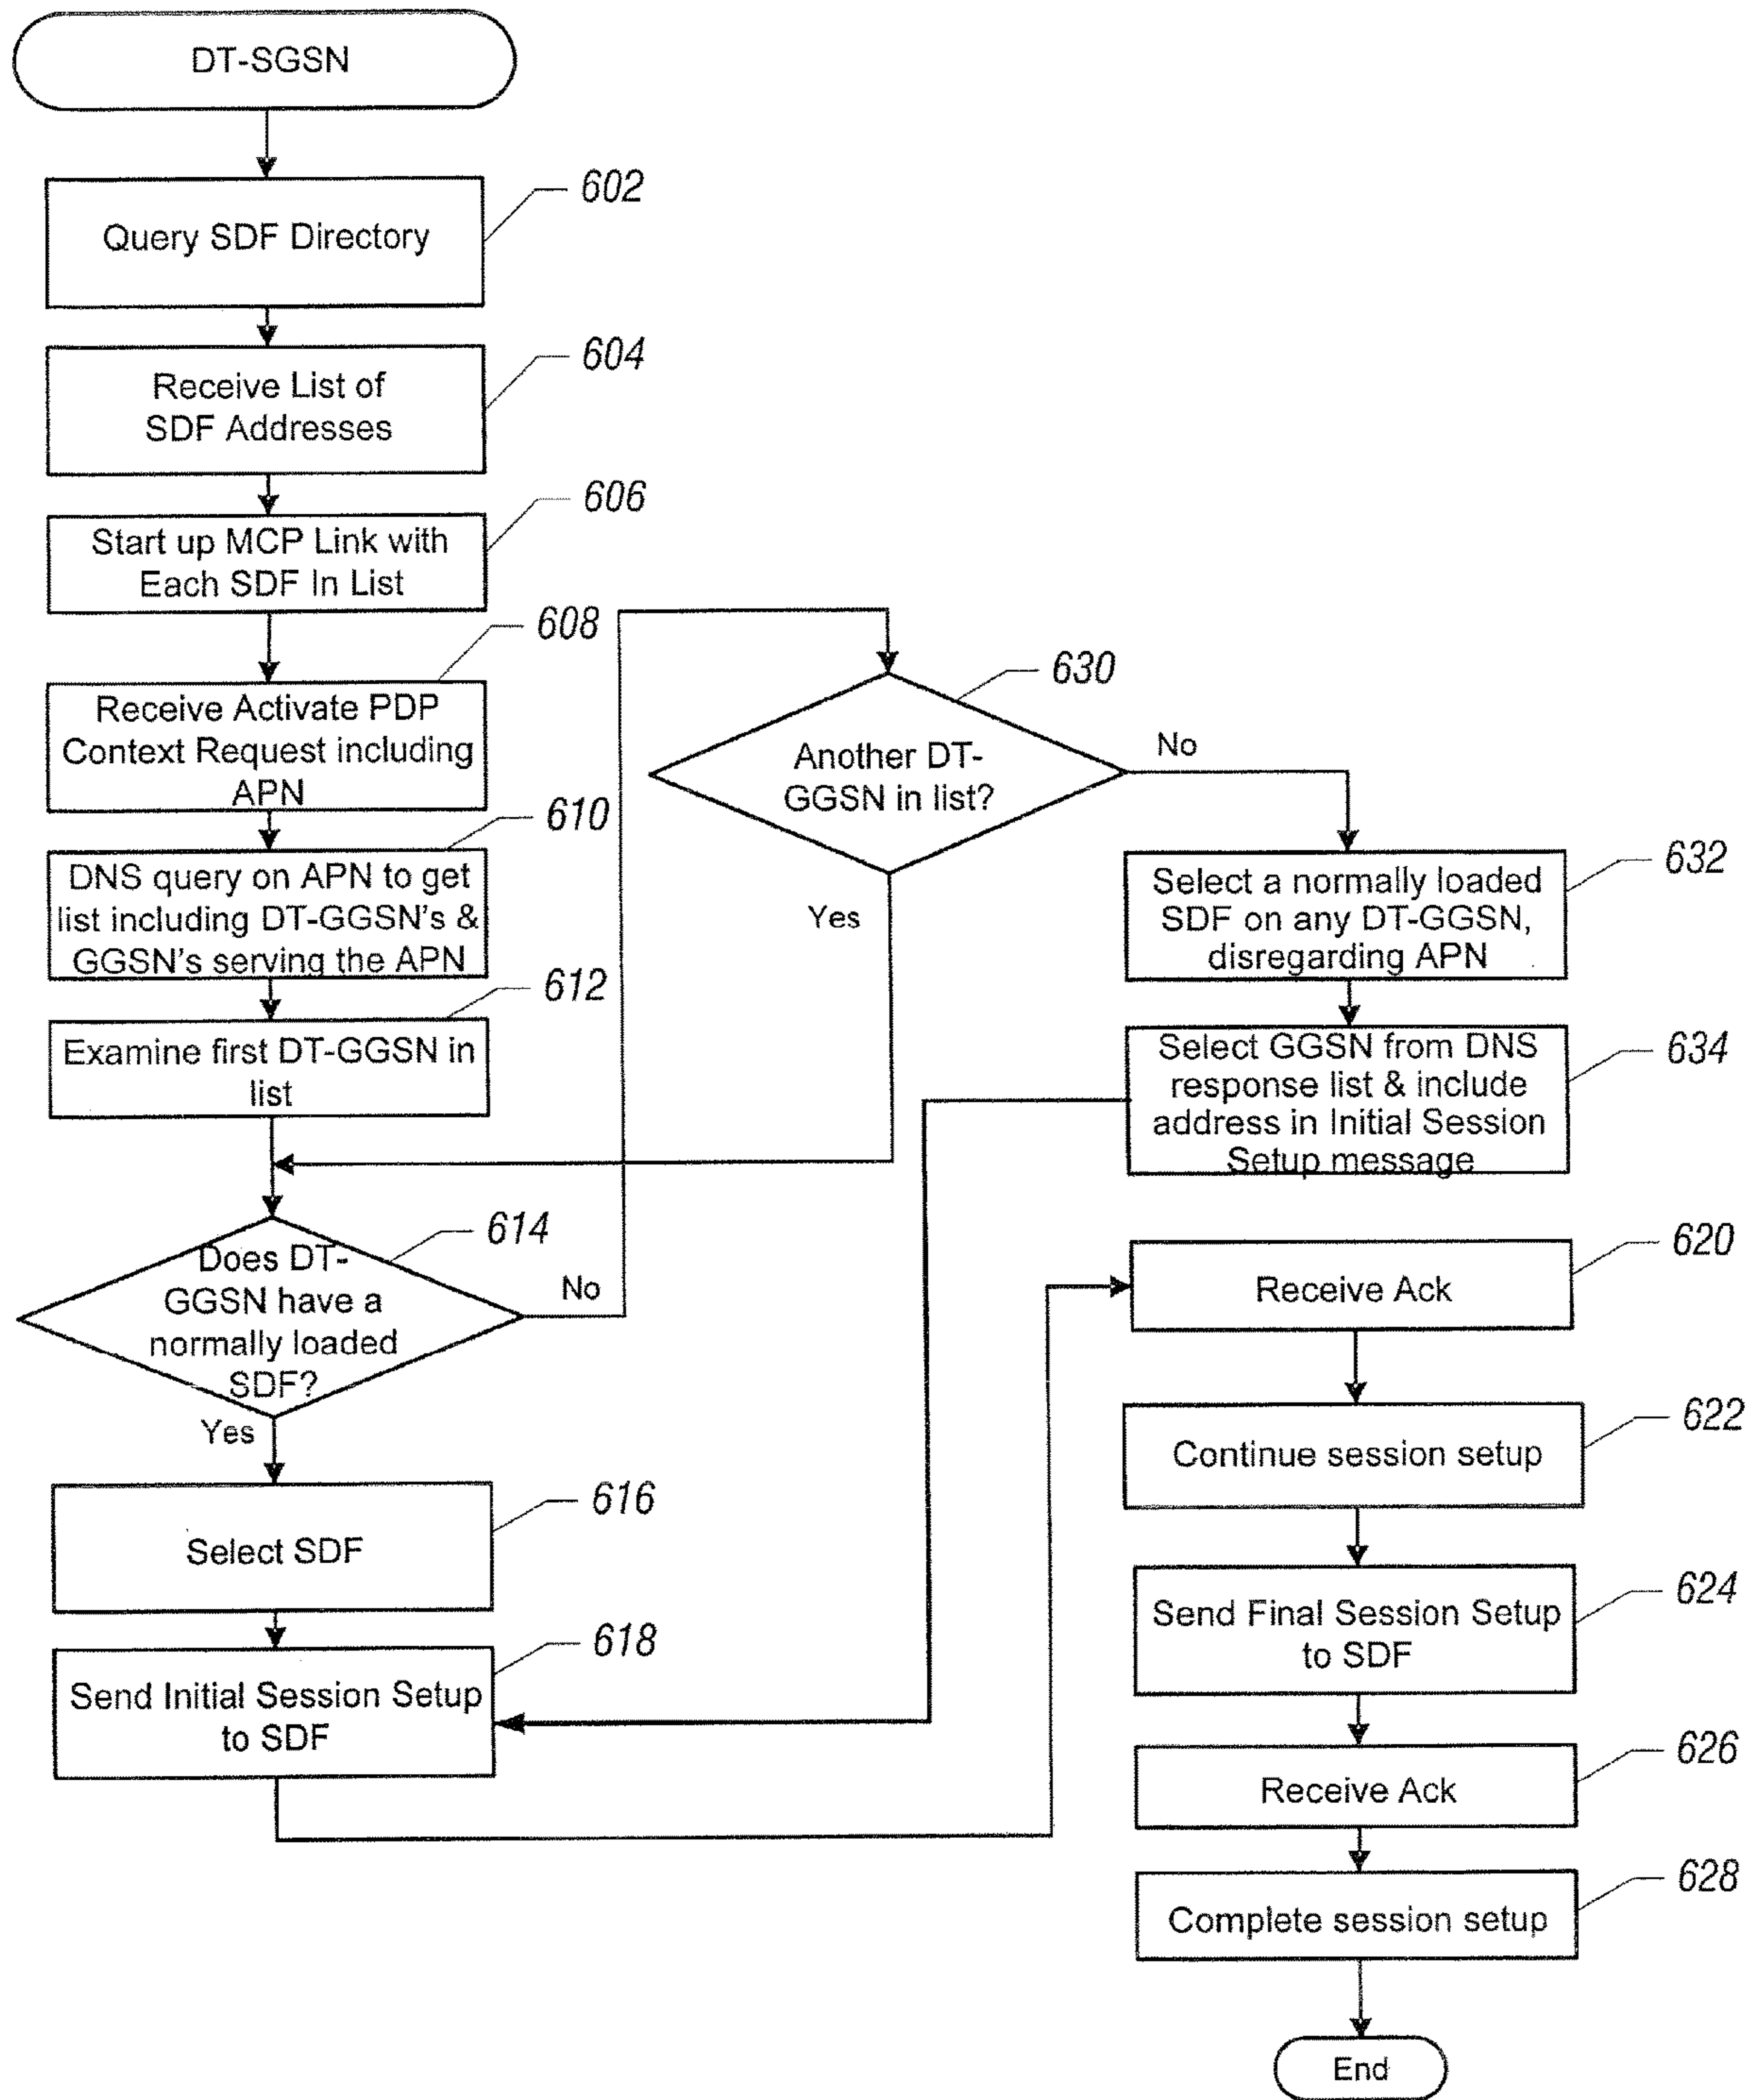 DT-SGSN
602
Query SDF Directory
604
Receive List of
SDF Addresses
606
Start up MCP Link with
Each SDF In List
608
Receive Activate PDP
Context Request including
APN
610
DNS query on APN to get
list including DT-GGSN's &
GGSN's serving the APN
612
Examine first DT-GGSN in
list
614
Does DT-
GGSN have a
normally loaded
SDF?
No
Yes
616
Select SDF
618
Send Initial Session Setup
to SDF
630
Another DT-
GGSN in list?
No
Yes
632
Select a normally loaded
SDF on any DT-GGSN,
disregarding APN
634
Select GGSN from DNS
response list & include
address in Initial Session
Setup message
620
Receive Ack
622
Continue session setup
624
Send Final Session Setup
to SDF
626
Receive Ack
628
Complete session setup
End